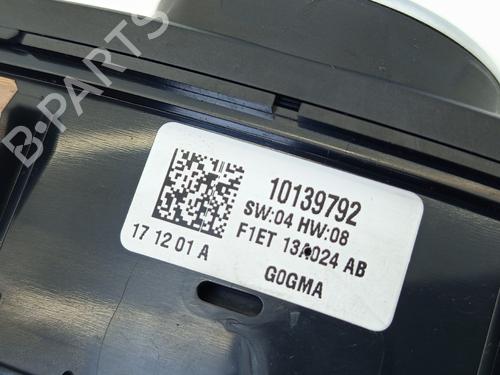 B-PARTS
10139792
SW:04 HW:08
F1ET 13A024 AB
17 12 01 A
G0GMA